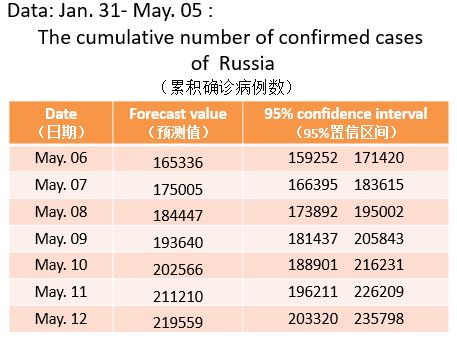 Data: Jan. 31- May. 05 :
The cumulative number of confirmed cases
of Russia
（累积确诊病例数）
Date Forecast value 95% confidence interval
（日期） （预测值） （95%置信区间）
May. 06 165336 159252 171420
May. 07 175005 166395 183615
May. 08 184447 173892 195002
May. 09 193640 181437 205843
May. 10 202566 188901 216231
May. 11 211210 196211 226209
May. 12 219559 203320 235798